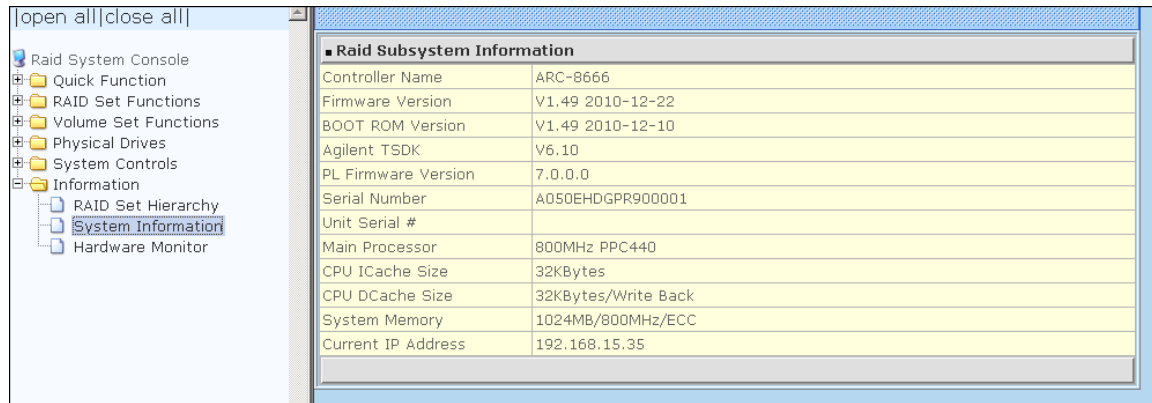 |open all|close all|
Raid System Console
Quick Function
RAID Set Functions
Volume Set Functions
Physical Drives
System Controls
Information
RAID Set Hierarchy
System Information
Hardware Monitor
Raid Subsystem Information
Controller Name ARC-8666
Firmware Version V1.49 2010-12-22
BOOT ROM Version V1.49 2010-12-10
Agilent TSDK V6.10
PL Firmware Version 7.0.0.0
Serial Number A050EHDGPR900001
Unit Serial #
Main Processor 800MHz PPC440
CPU ICache Size 32KBytes
CPU DCache Size 32KBytes/Write Back
System Memory 1024MB/800MHz/ECC
Current IP Address 192.168.15.35